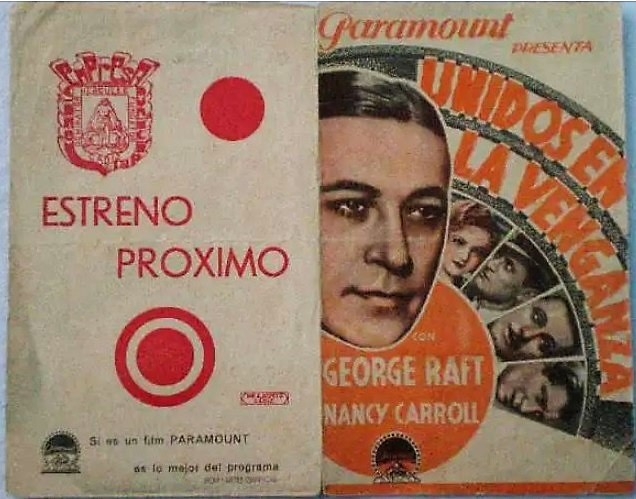 EMPRESA
ESTRENO
PROXIMO
Si es un film PARAMOUNT
es lo mejor del programa
Paramount
PRESENTA
UNIDOS EN
LA VENGANZA
CON
GEORGE RAFT
NANCY CARROLL